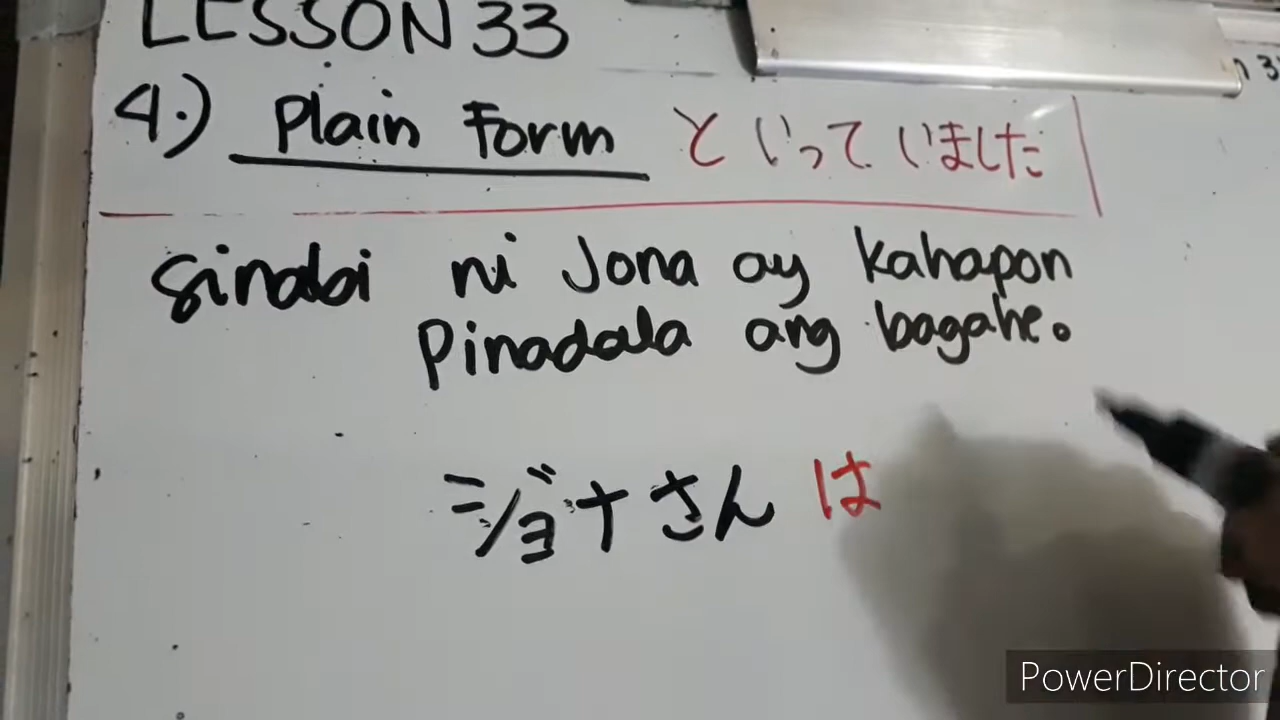 LESSON 33
4.) Plain Form といっていました
Sinabi ni Jona ay kahapon
Pinadala ang bagahe.
ジョナさん は
PowerDirector